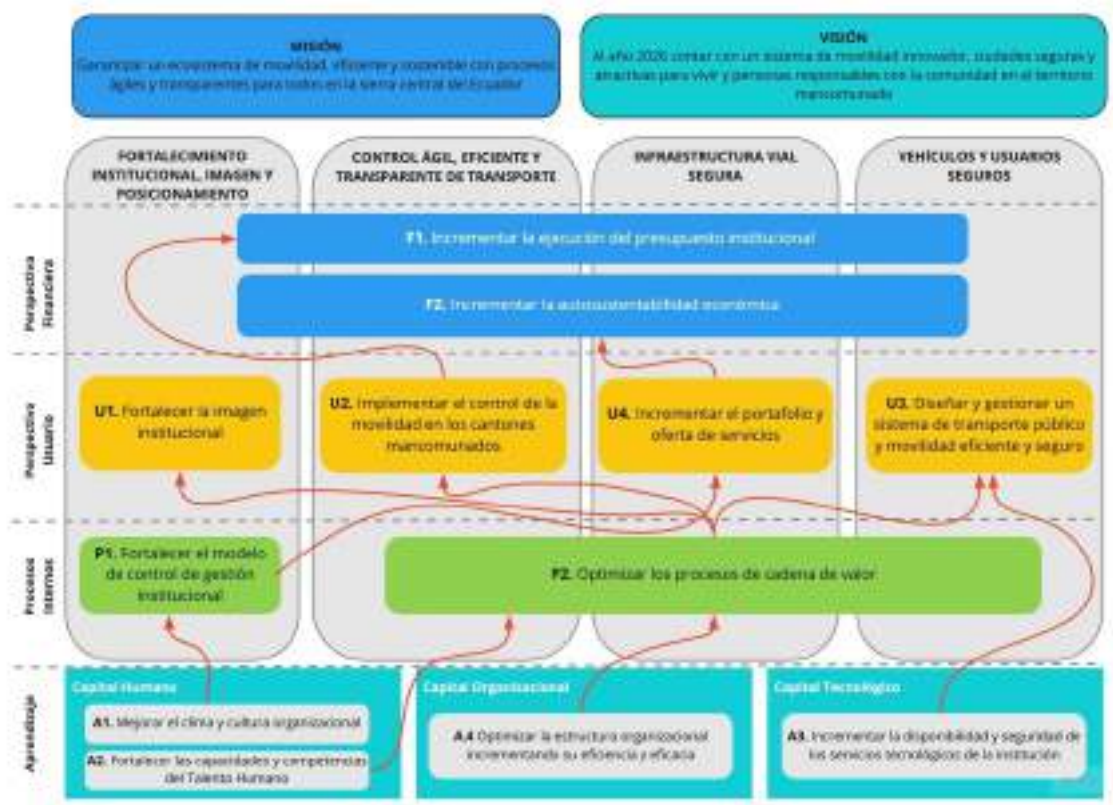 MISIÓN
Garantizar un ecosistema de movilidad, eficiente y sostenible con procesos
ágiles y transparentes para todos en la sierra central del Ecuador
VISIÓN
Al año 2026 contar con un sistema de movilidad innovador, ciudades seguras y
atractivas para vivir y personas responsables con la comunidad en el territorio
mancomunado
FORTALECIMIENTO
INSTITUCIONAL, IMAGEN Y
POSICIONAMIENTO
CONTROL ÁGIL, EFICIENTE Y
TRANSPARENTE DE TRANSPORTE
INFRAESTRUCTURA VIAL
SEGURA
VEHÍCULOS Y USUARIOS
SEGUROS
Perspectiva
Financiera
F1. Incrementar la ejecución del presupuesto institucional
F2. Incrementar la autosustentabilidad económica
Perspectiva
Usuario
U1. Fortalecer la imagen
institucional
U2. Implementar el control de la
movilidad en los cantones
mancomunados
U4. Incrementar el portafolio y
oferta de servicios
U3. Diseñar y gestionar un
sistema de transporte público
y movilidad eficiente y seguro
Procesos
Internos
P1. Fortalecer el modelo
de control de gestión
institucional
P2. Optimizar los procesos de cadena de valor
Aprendizaje
Capital Humano
A1. Mejorar el clima y cultura organizacional
A2. Fortalecer las capacidades y competencias
del Talento Humano
Capital Organizacional
A.4 Optimizar la estructura organizacional
incrementando su eficiencia y eficacia
Capital Tecnológico
A3. Incrementar la disponibilidad y seguridad de
los servicios tecnológicos de la institución